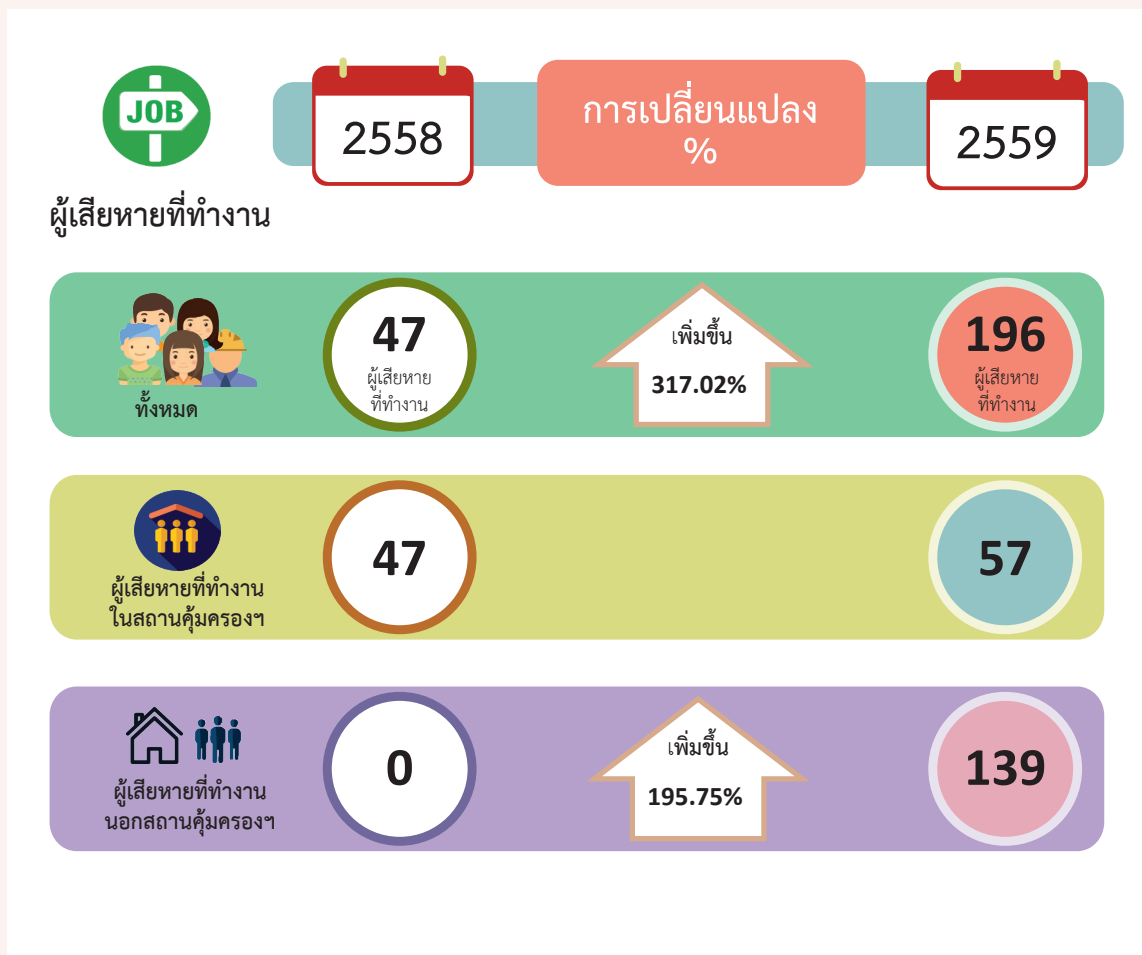 JOB
2558
การเปลี่ยนแปลง
%
2559
ผู้เสียหายที่ทำงาน
ทั้งหมด
47
ผู้เสียหาย
ที่ทำงาน
เพิ่มขึ้น
317.02%
196
ผู้เสียหาย
ที่ทำงาน
ผู้เสียหายที่ทำงาน
ในสถานคุ้มครองฯ
47
57
ผู้เสียหายที่ทำงาน
นอกสถานคุ้มครองฯ
0
เพิ่มขึ้น
195.75%
139